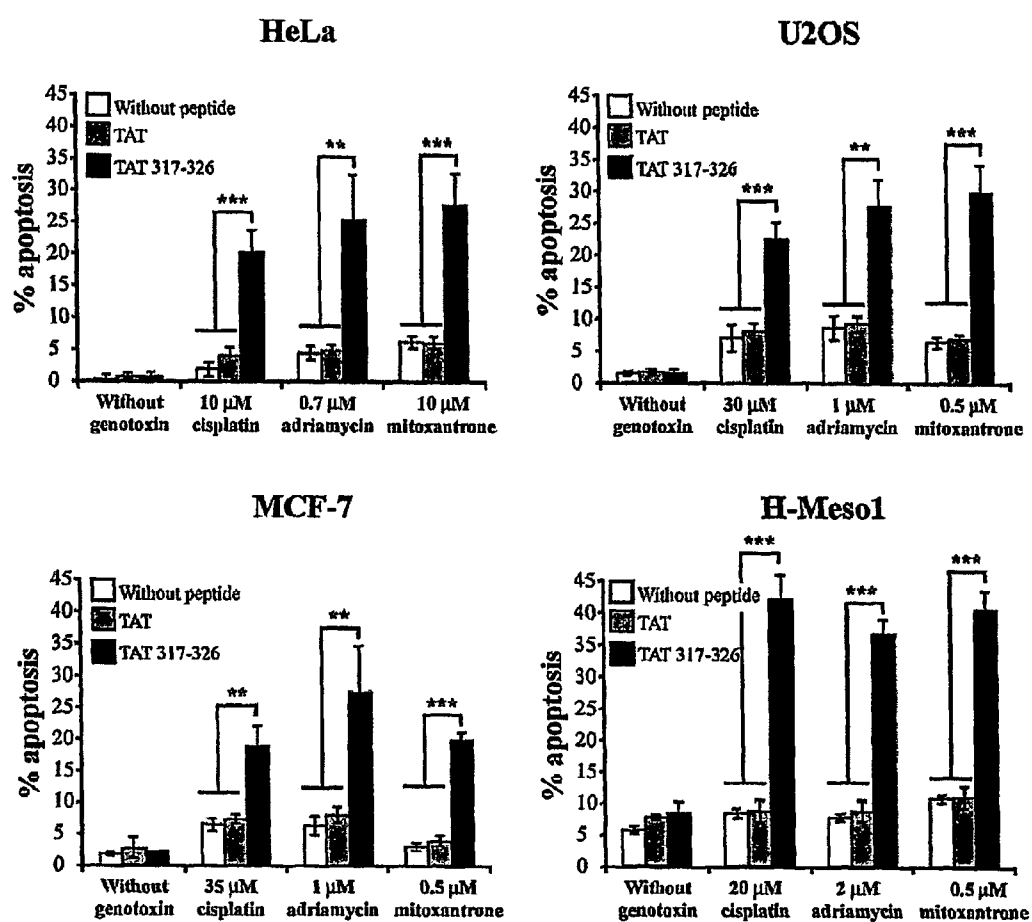 HeLa
% apoptosis
45
40
35
30
25
20
15
10
5
0
Without peptide
TAT
TAT 317-326
***
**
***
Without genotoxin
10 µM cisplatin
0.7 µM adriamycin
10 µM mitoxantrone
U2OS
% apoptosis
45
40
35
30
25
20
15
10
5
0
Without peptide
TAT
TAT 317-326
***
**
***
Without genotoxin
30 µM cisplatin
1 µM adriamycin
0.5 µM mitoxantrone
MCF-7
% apoptosis
45
40
35
30
25
20
15
10
5
0
Without peptide
TAT
TAT 317-326
**
**
***
Without genotoxin
35 µM cisplatin
1 µM adriamycin
0.5 µM mitoxantrone
H-Meso1
% apoptosis
45
40
35
30
25
20
15
10
5
0
Without peptide
TAT
TAT 317-326
***
***
***
Without genotoxin
20 µM cisplatin
2 µM adriamycin
0.5 µM mitoxantrone